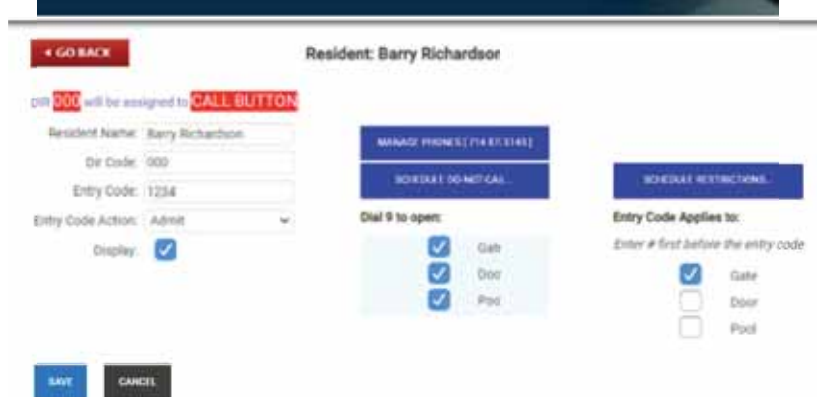 GO BACK
Resident: Barry Richardson
DIR 000 will be assigned to CALL BUTTON
Resident Name: Barry Richardson
Dir Code: 000
Entry Code: 1234
Entry Code Action: Admit
Display:
MANAGE PHONES
SCHEDULE DO-NOT-CALL...
Dial 9 to open:
Gate
Door
Pool
SCHEDULE RESTRICTIONS...
Entry Code Applies to:
Enter # first before the entry code
Gate
Door
Pool
SAVE
CANCEL